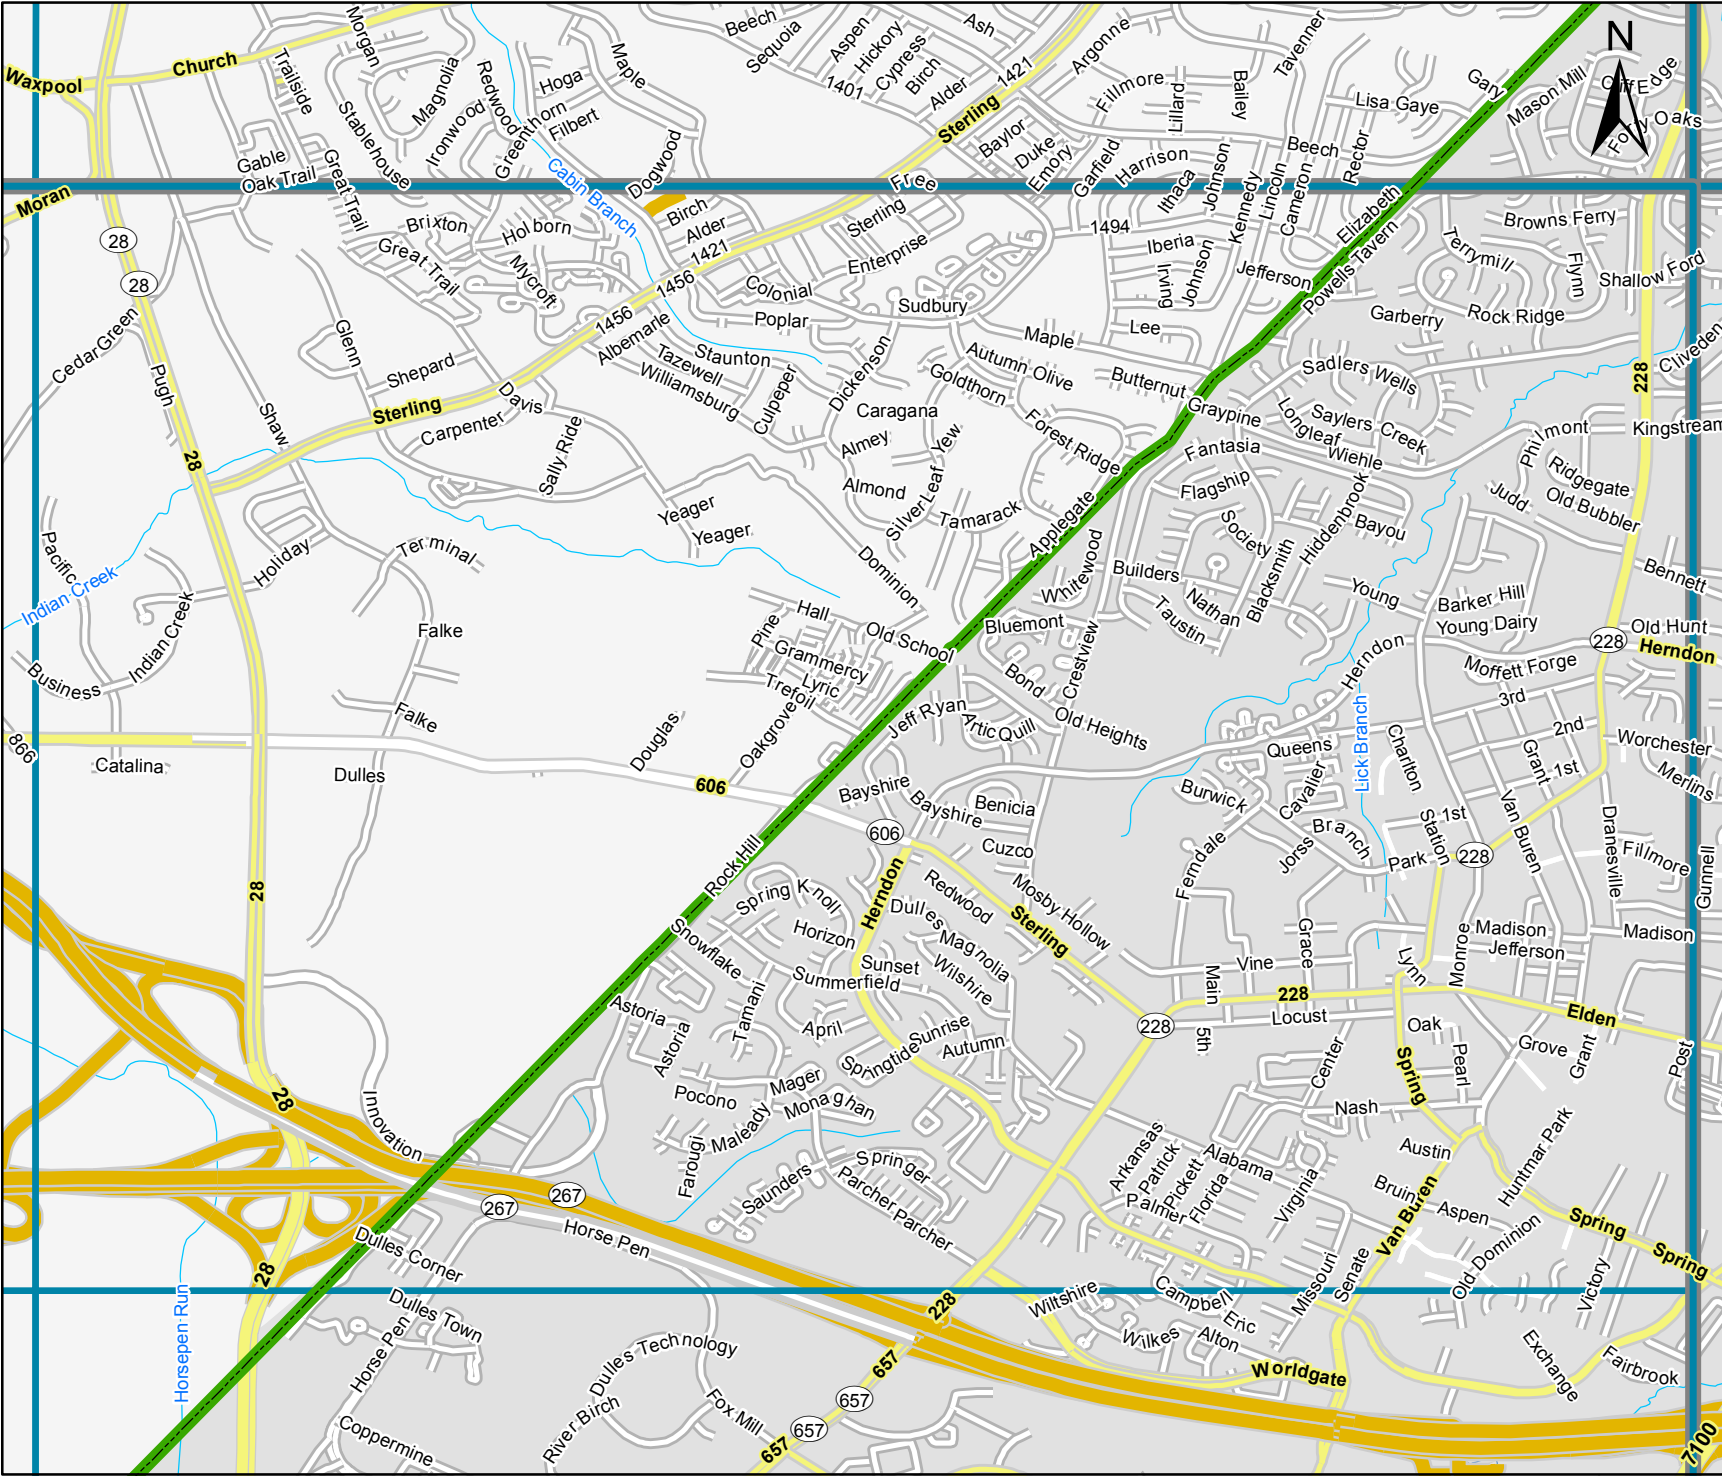 Beech
Sequoia
Aspen
Hickory
Cypress
Birch
Ash
Alder
1401
1421
Argonne
Tavenner
N
Morgan
Maple
Church
Waxpool
Trailside
Magnolia
Redwood
Hoga
Greenthorn
Filbert
Stablehouse
Ironwood
Sterling
Fillmore
Lillard
Bailey
Lisa Gaye
Gary
Mason Mill
Cliff Edge
Forty Oaks
Baylor
Duke
Emory
Garfield
Harrison
Beech
Rector
Gable
Oak Trail
Great Trail
Dogwood
Cabin Branch
Free
Ithaca
Johnson
Kennedy
Lincoln
Cameron
Moran
Brixton
Holborn
Birch
Alder
1421
Sterling
Enterprise
1494
Iberia
Elizabeth
Powells Tavern
Browns Ferry
Terrymill
Flynn
Shallow Ford
28
28
Great Trail
Mycroft
1456
1456
Colonial
Sudbury
Irving
Johnson
Jefferson
Garberry
Rock Ridge
Cedar Green
Glenn
Albemarle
Poplar
Staunton
Tazewell
Williamsburg
Culpeper
Dickenson
Maple
Lee
Autumn Olive
Butternut
Sadlers Wells
Cliveden
228
Pugh
Shepard
Davis
Goldthorn
Caragana
Graypine
Longleaf
Saylers Creek
Kingstream
Shaw
Sterling
Carpenter
Sally Ride
Almey
Yew
Forest Ridge
Fantasia
Wiehle
Philmont
Ridgegate
28
Almond
Silver Leaf
Tamarack
Flagship
Hiddenbrook
Judd
Old Bubbler
Yeager
Yeager
Applegate
Society
Bayou
Pacific
Indian Creek
Terminal
Holiday
Dominion
Whitewood
Builders
Blacksmith
Bennett
Young
Nathan
Taustin
Barker Hill
Young Dairy
Indian Creek
Falke
Hall
Pine
Old School
Grammercy
Lyric
Trefoil
Bluemont
Crestview
Bond
Herndon
228
Old Hunt
Herndon
Moffett Forge
3rd
Business
Falke
Oakgrove
Douglas
Jeff Ryan
Artic Quill
Old Heights
Lick Branch
2nd
Queens
Charlton
Grant
1st
Worchester
Merlins
866
Catalina
Dulles
606
Bayshire
Bayshire
Benicia
Burwick
Cavalier
1st
Van Buren
Dranesville
606
Cuzco
Ferndale
Jorss
Branch
Park
Station
228
Fillmore
Gunnell
28
Rock Hill
Spring Knoll
Herndon
Redwood
Dulles
Mosby Hollow
Sterling
Snowflake
Horizon
Magnolia
Grace
Monroe
Madison
Jefferson
Madison
Sunset
Summerfield
Wilshire
Vine
Main
Lynn
228
Elden
Astoria
Tamani
April
Sunrise
228
Locust
5th
Oak
Astoria
Springtide
Autumn
Center
Spring
Pearl
Grove
Grant
Post
28
Pocono
Mager
Monaghan
Maleady
Nash
Innovation
Farougi
Springer
Arkansas
Patrick
Pickett
Alabama
Austin
Huntmar Park
267
267
Saunders
Parcher
Parcher
Palmer
Florida
Virginia
Bruin
Aspen
Van Buren
Spring
Spring
Horse Pen
Dulles Corner
28
Old Dominion
Horsepen Run
Wiltshire
228
Campbell
Eric
Missouri
Senate
Victory
Dulles Town
Horse Pen
Dulles Technology
Wilkes
Alton
657
Exchange
Fairbrook
Worldgate
657
657
657
Fox Mill
River Birch
Coppermine
7100